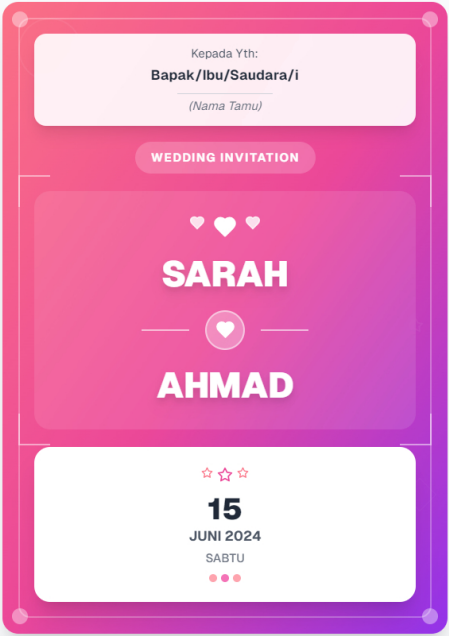 Kepada Yth:
Bapak/Ibu/Saudara/i
(Nama Tamu)
WEDDING INVITATION
SARAH
AHMAD
15
JUNI 2024
SABTU